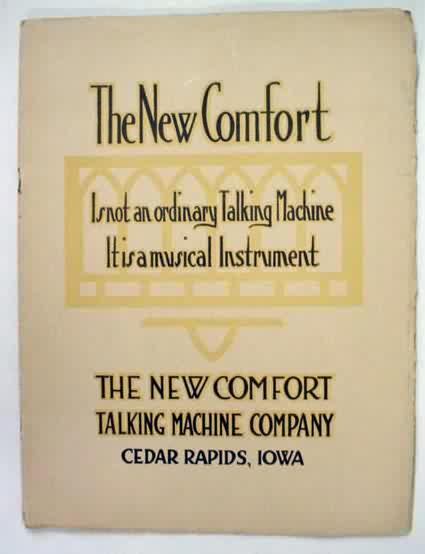 The New Comfort
Is not an ordinary Talking Machine
It is a musical Instrument
THE NEW COMFORT
TALKING MACHINE COMPANY
CEDAR RAPIDS, IOWA